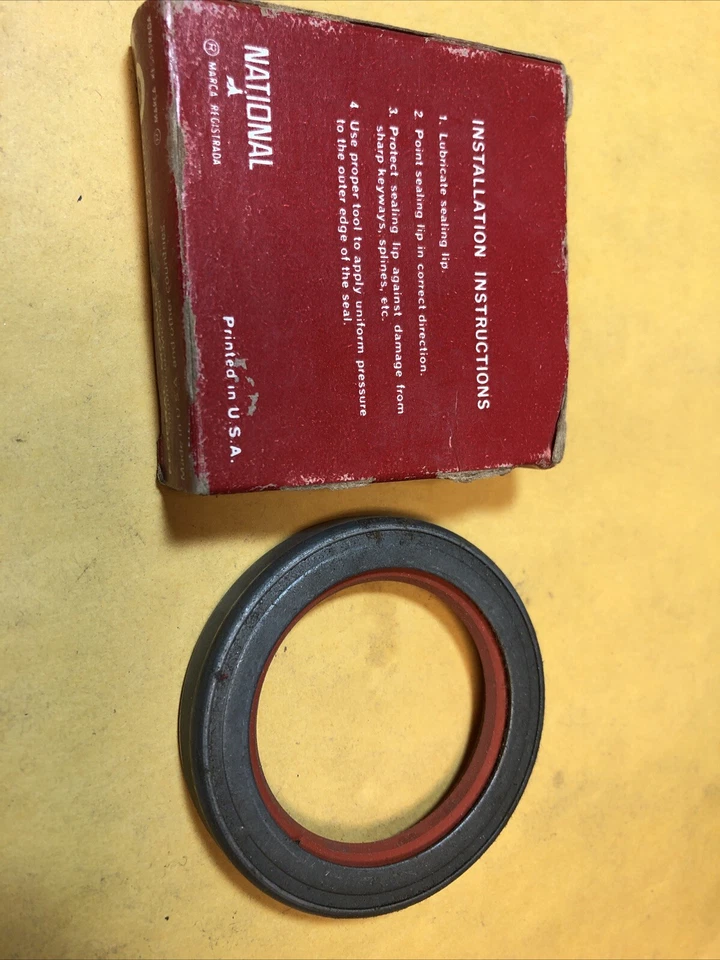 INSTALLATION INSTRUCTIONS
1. Lubricate sealing lip.
2. Point sealing lip in correct direction.
3. Protect sealing lip against damage from
sharp keyways, splines, etc.
4. Use proper tool to apply uniform pressure
to the outer edge of the seal.
NATIONAL
® MARCA REGISTRADA
Printed in U.S.A.